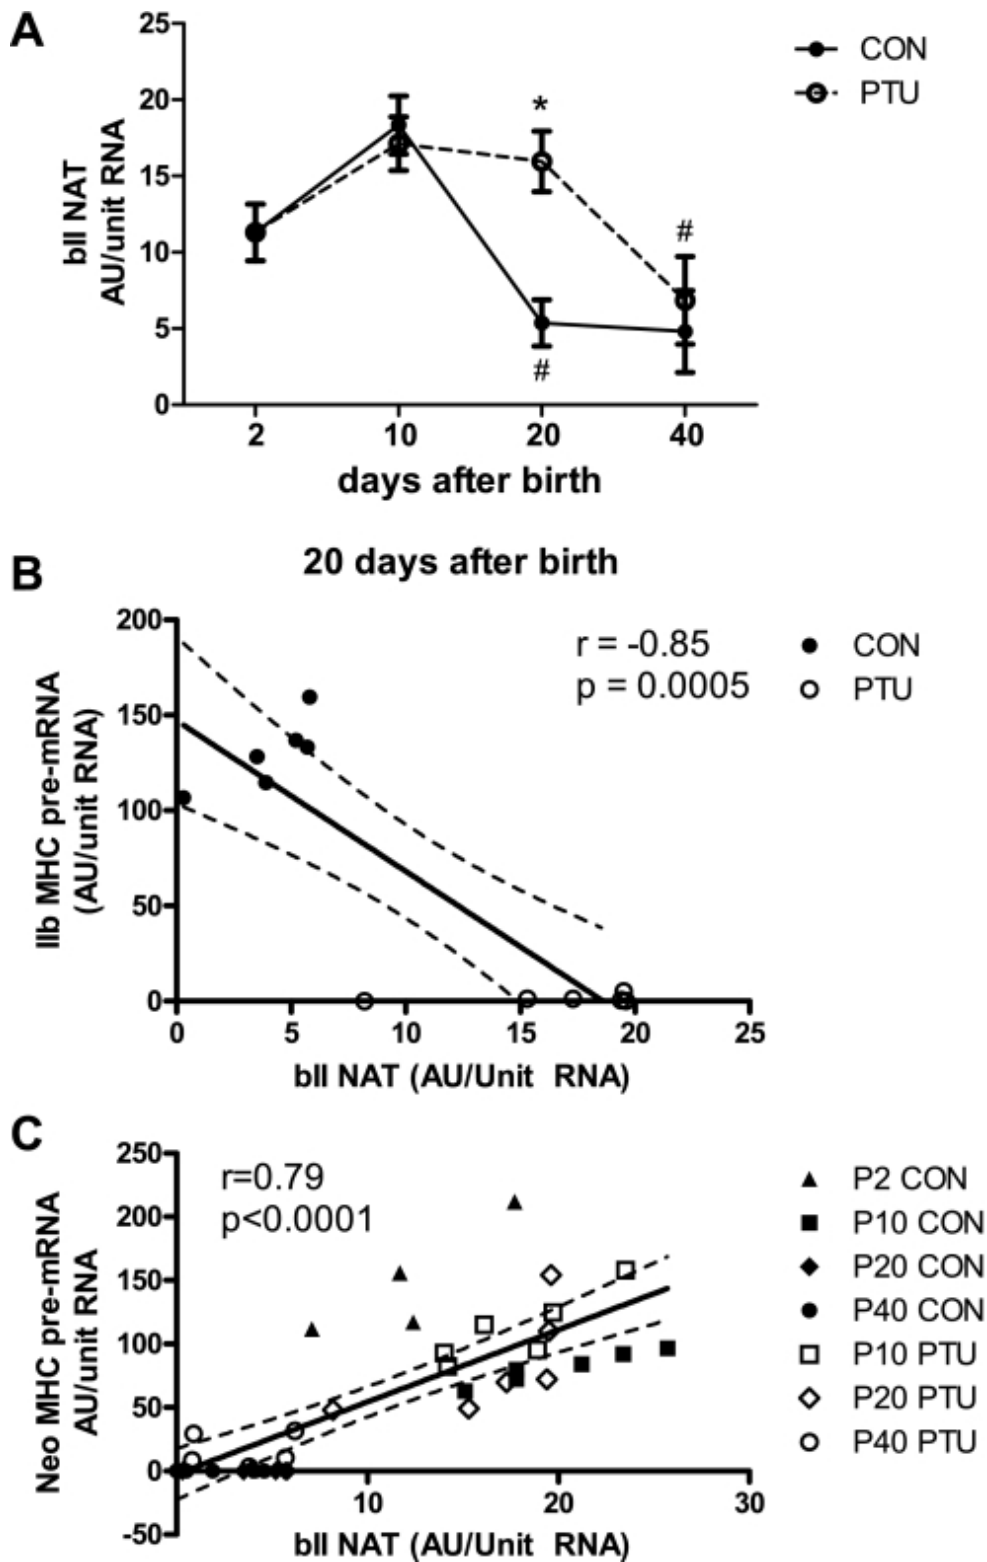 A
25
20
15
10
5
0
bII NAT
AU/unit RNA
*
#
#
2 10 20 40
days after birth
CON
PTU
B
20 days after birth
200
150
100
50
0
IIb MHC pre-mRNA
(AU/unit RNA)
r = -0.85
p = 0.0005
CON
PTU
0 5 10 15 20 25
bII NAT (AU/Unit RNA)
C
250
200
150
100
50
0
-50
Neo MHC pre-mRNA
AU/unit RNA
r=0.79
p<0.0001
10 20 30
bII NAT (AU/Unit RNA)
P2 CON
P10 CON
P20 CON
P40 CON
P10 PTU
P20 PTU
P40 PTU